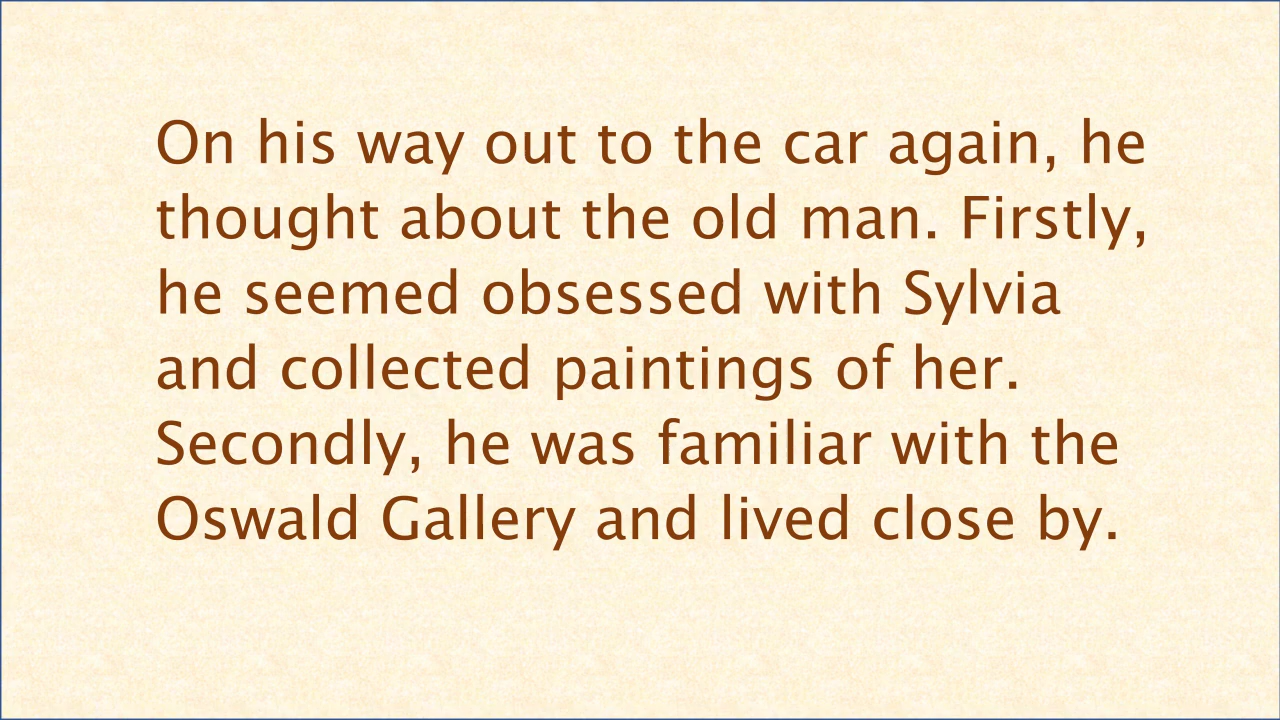 On his way out to the car again, he
thought about the old man. Firstly,
he seemed obsessed with Sylvia
and collected paintings of her.
Secondly, he was familiar with the
Oswald Gallery and lived close by.